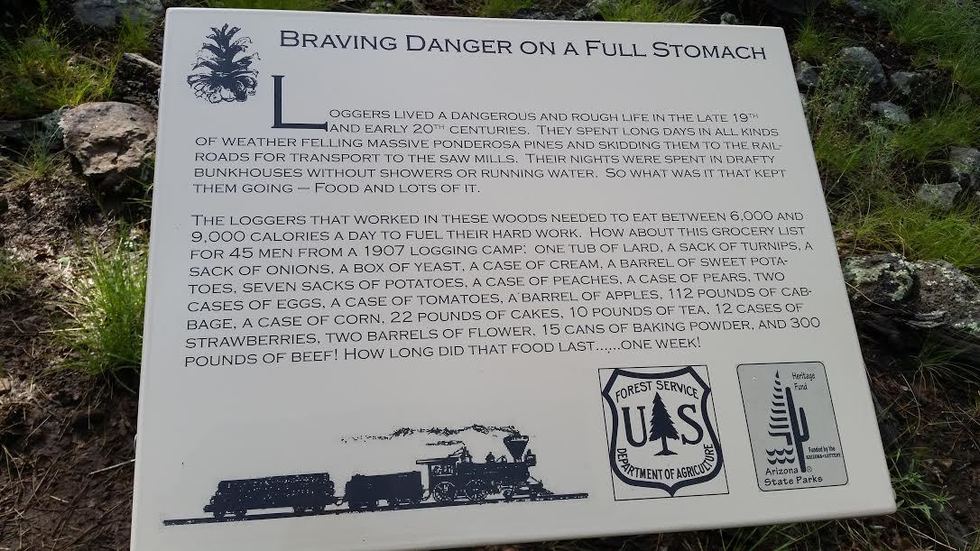 BRAVING DANGER ON A FULL STOMACH
LOGGERS LIVED A DANGEROUS AND ROUGH LIFE IN THE LATE 19TH
AND EARLY 20TH CENTURIES. THEY SPENT LONG DAYS IN ALL KINDS
OF WEATHER FELLING MASSIVE PONDEROSA PINES AND SKIDDING THEM TO THE RAIL-
ROADS FOR TRANSPORT TO THE SAW MILLS. THEIR NIGHTS WERE SPENT IN DRAFTY
BUNKHOUSES WITHOUT SHOWERS OR RUNNING WATER. SO WHAT WAS IT THAT KEPT
THEM GOING – FOOD AND LOTS OF IT.
THE LOGGERS THAT WORKED IN THESE WOODS NEEDED TO EAT BETWEEN 6,000 AND
9,000 CALORIES A DAY TO FUEL THEIR HARD WORK. HOW ABOUT THIS GROCERY LIST
FOR 45 MEN FROM A 1907 LOGGING CAMP: ONE TUB OF LARD, A SACK OF TURNIPS, A
SACK OF ONIONS, A BOX OF YEAST, A CASE OF CREAM, A BARREL OF SWEET POTA-
TOES, SEVEN SACKS OF POTATOES, A CASE OF PEACHES, A CASE OF PEARS, TWO
CASES OF EGGS, A CASE OF TOMATOES, A BARREL OF APPLES, 112 POUNDS OF CAB-
BAGE, A CASE OF CORN, 22 POUNDS OF CAKES, 10 POUNDS OF TEA, 12 CASES OF
STRAWBERRIES, TWO BARRELS OF FLOWER, 15 CANS OF BAKING POWDER, AND 300
POUNDS OF BEEF! HOW LONG DID THAT FOOD LAST......ONE WEEK!
FOREST SERVICE
US
DEPARTMENT OF AGRICULTURE
Heritage
Fund
Funded by the
ARIZONA LOTTERY
Arizona ®
State Parks